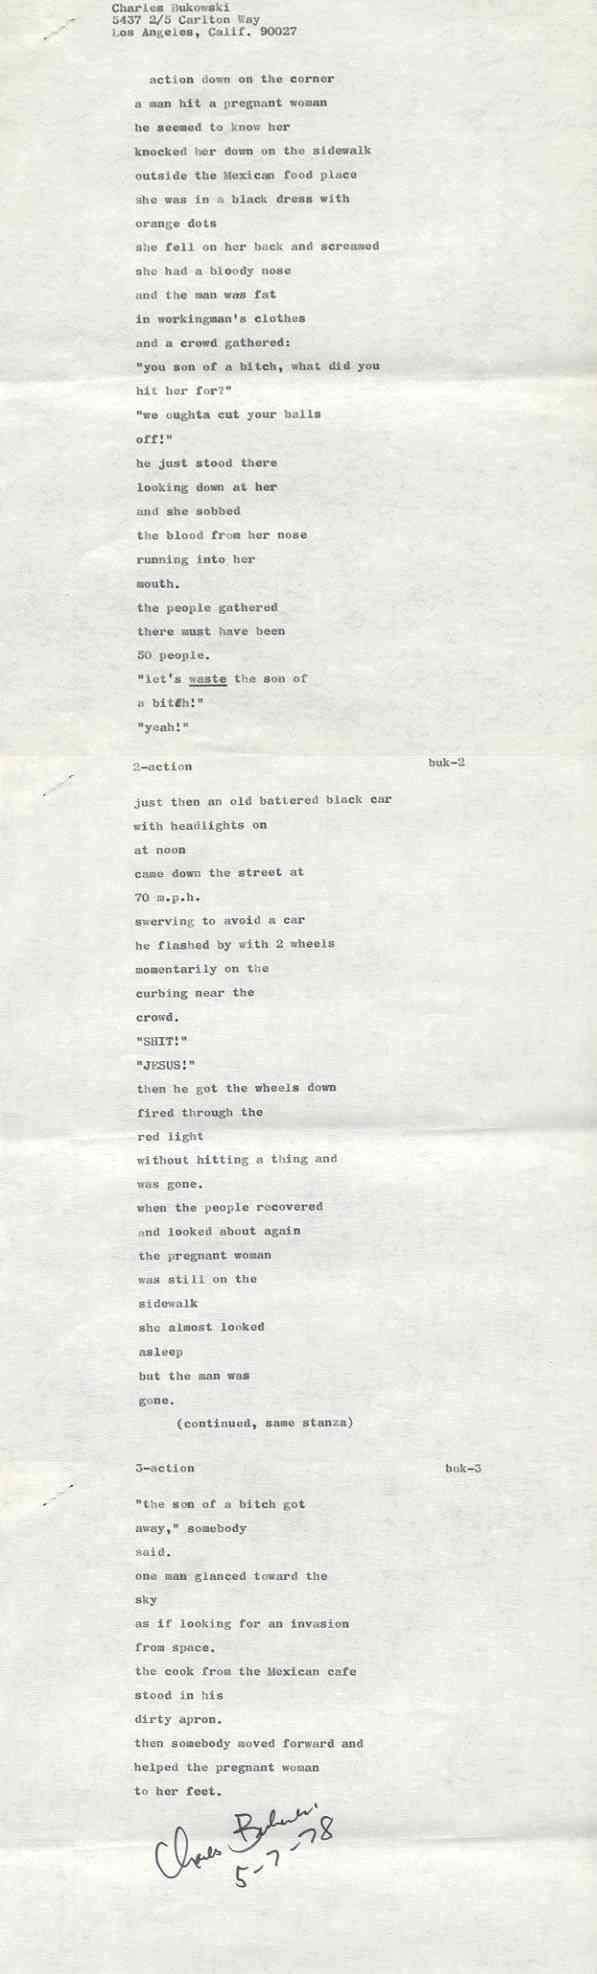 Charles Bukowski
5437 2/5 Carlton Way
Los Angeles, Calif. 90027
action down on the corner
a man hit a pregnant woman
he seemed to know her
knocked her down on the sidewalk
outside the Mexican food place
she was in a black dress with
orange dots
she fell on her back and screamed
she had a bloody nose
and the man was fat
in workingman's clothes
and a crowd gathered:
"you son of a bitch, what did you
hit her for?"
"we oughta cut your balls
off!"
he just stood there
looking down at her
and she sobbed
the blood from her nose
running into her
mouth.
the people gathered
there must have been
50 people.
"let's waste the son of
a bitch!"
"yeah!"
2-action buk-2
just then an old battered black car
with headlights on
at noon
came down the street at
70 m.p.h.
swerving to avoid a car
he flashed by with 2 wheels
momentarily on the
curbing near the
crowd.
"SHIT!"
"JESUS!"
then he got the wheels down
fired through the
red light
without hitting a thing and
was gone.
when the people recovered
and looked about again
the pregnant woman
was still on the
sidewalk
she almost looked
asleep
but the man was
gone.
(continued, same stanza)
3-action buk-3
"the son of a bitch got
away," somebody
said.
one man glanced toward the
sky
as if looking for an invasion
from space.
the cook from the Mexican cafe
stood in his
dirty apron.
then somebody moved forward and
helped the pregnant woman
to her feet.
Charles Bukowski
5-7-78